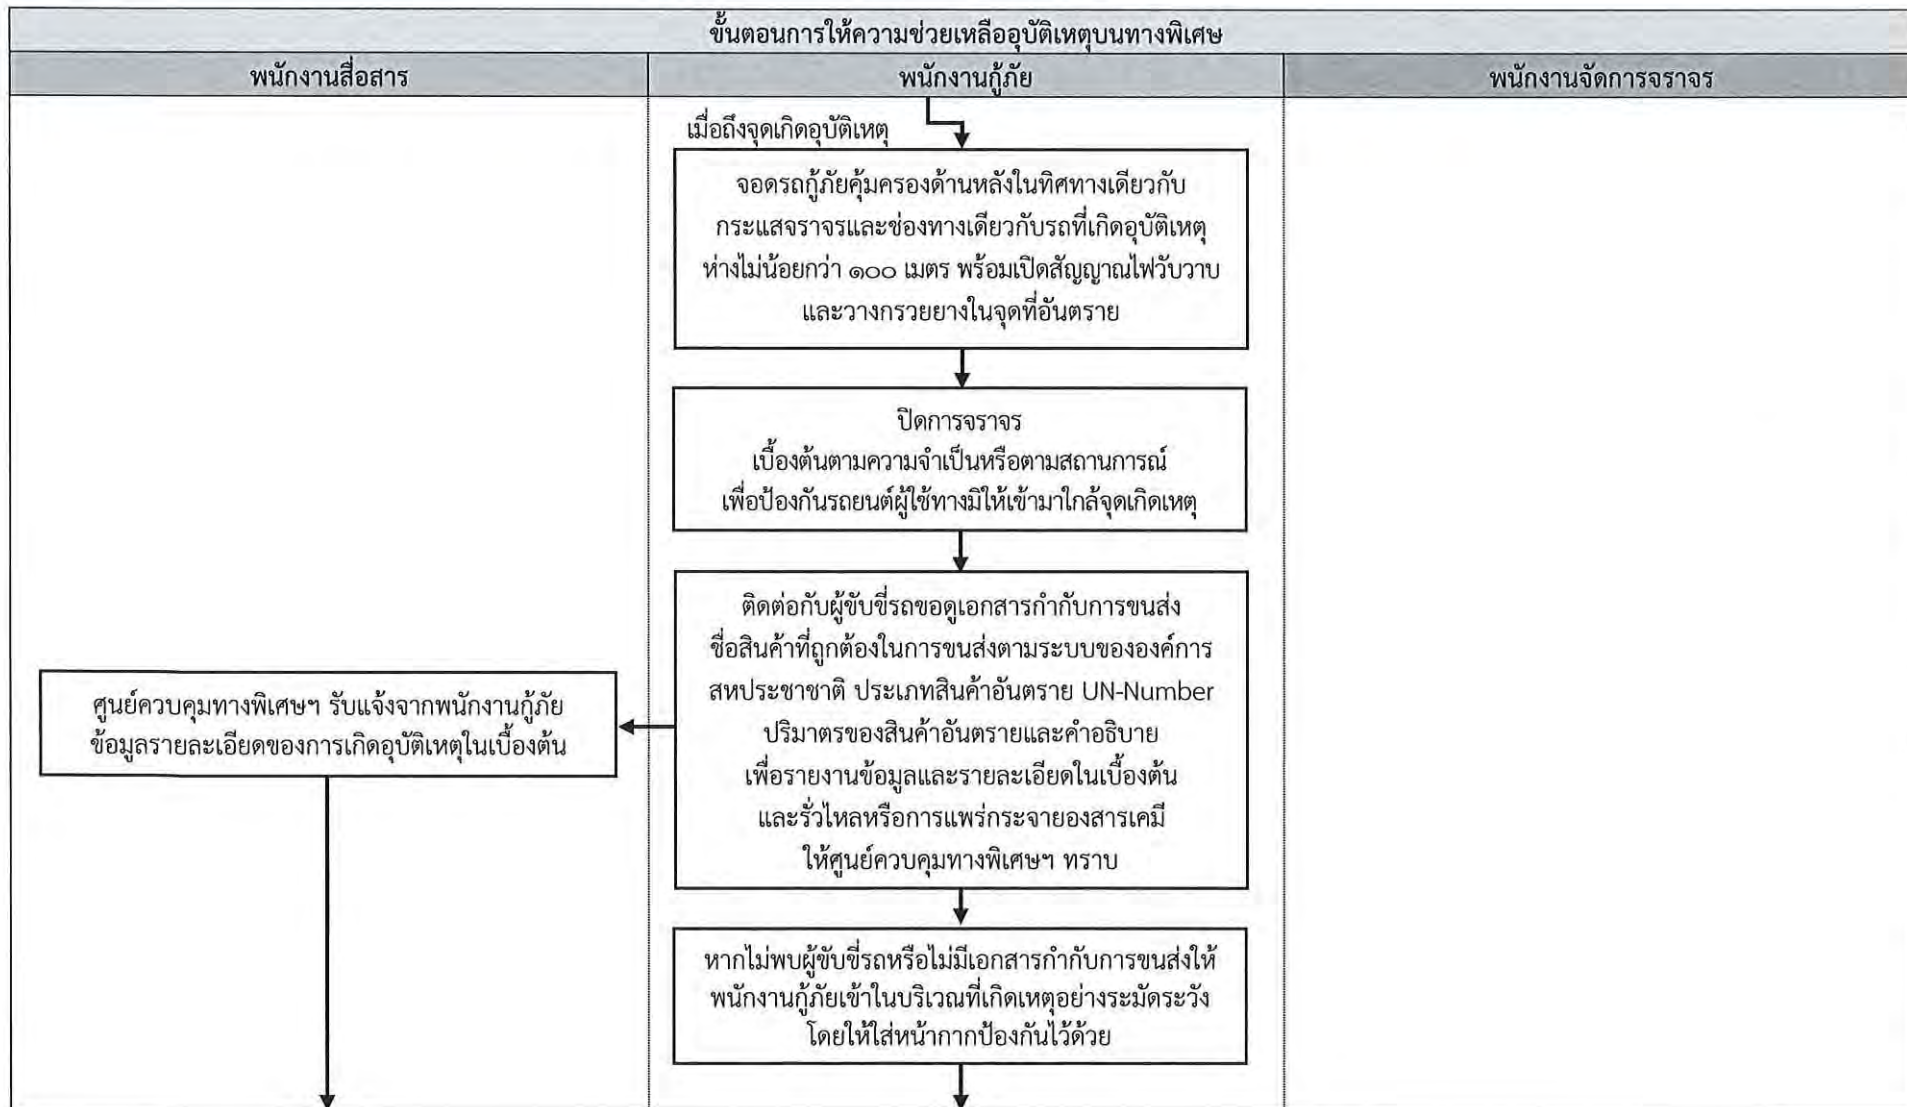 ขั้นตอนการให้ความช่วยเหลืออุบัติเหตุบนทางพิเศษ
พนักงานสื่อสาร
พนักงานกู้ภัย
พนักงานจัดการจราจร
เมื่อถึงจุดเกิดอุบัติเหตุ
จอดรถกู้ภัยคุ้มครองด้านหลังในทิศทางเดียวกับ
กระแสจราจรและช่องทางเดียวกับรถที่เกิดอุบัติเหตุ
ห่างไม่น้อยกว่า ๑๐๐ เมตร พร้อมเปิดสัญญาณไฟวับวาบ
และวางกรวยยางในจุดที่อันตราย
ปิดการจราจร
เบื้องต้นตามความจำเป็นหรือตามสถานการณ์
เพื่อป้องกันรถยนต์ผู้ใช้ทางมิให้เข้ามาใกล้จุดเกิดเหตุ
ติดต่อกับผู้ขับขี่รถขอดูเอกสารกำกับการขนส่ง
ชื่อสินค้าที่ถูกต้องในการขนส่งตามระบบขององค์การ
สหประชาชาติ ประเภทสินค้าอันตราย UN-Number
ปริมาตรของสินค้าอันตรายและคำอธิบาย
เพื่อรายงานข้อมูลและรายละเอียดในเบื้องต้น
และรั่วไหลหรือการแพร่กระจายองสารเคมี
ให้ศูนย์ควบคุมทางพิเศษฯ ทราบ
ศูนย์ควบคุมทางพิเศษฯ รับแจ้งจากพนักงานกู้ภัย
ข้อมูลรายละเอียดของการเกิดอุบัติเหตุในเบื้องต้น
หากไม่พบผู้ขับขี่รถหรือไม่มีเอกสารกำกับการขนส่งให้
พนักงานกู้ภัยเข้าในบริเวณที่เกิดเหตุอย่างระมัดระวัง
โดยให้ใส่หน้ากากป้องกันไว้ด้วย